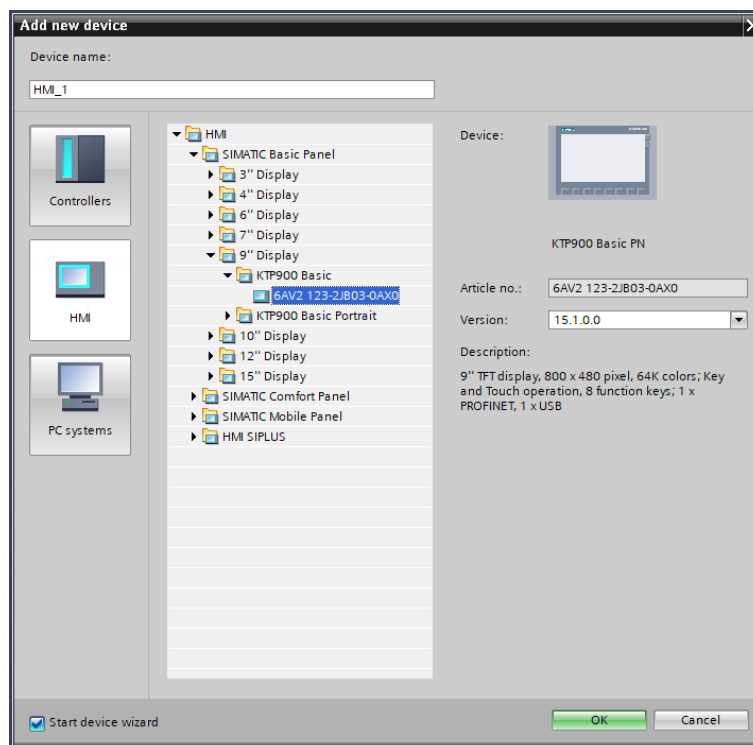 Add new device
Device name:
HMI_1
Controllers
HMI
PC systems
HMI
SIMATIC Basic Panel
3'' Display
4'' Display
6'' Display
7'' Display
9'' Display
KTP900 Basic
6AV2 123-2JB03-0AX0
KTP900 Basic Portrait
10'' Display
12'' Display
15'' Display
SIMATIC Comfort Panel
SIMATIC Mobile Panel
HMI SIPLUS
Device:
KTP900 Basic PN
Article no.: 6AV2 123-2JB03-0AX0
Version: 15.1.0.0
Description:
9'' TFT display, 800 x 480 pixel, 64K colors; Key
and Touch operation, 8 function keys; 1 x
PROFINET, 1 x USB
Start device wizard
OK
Cancel